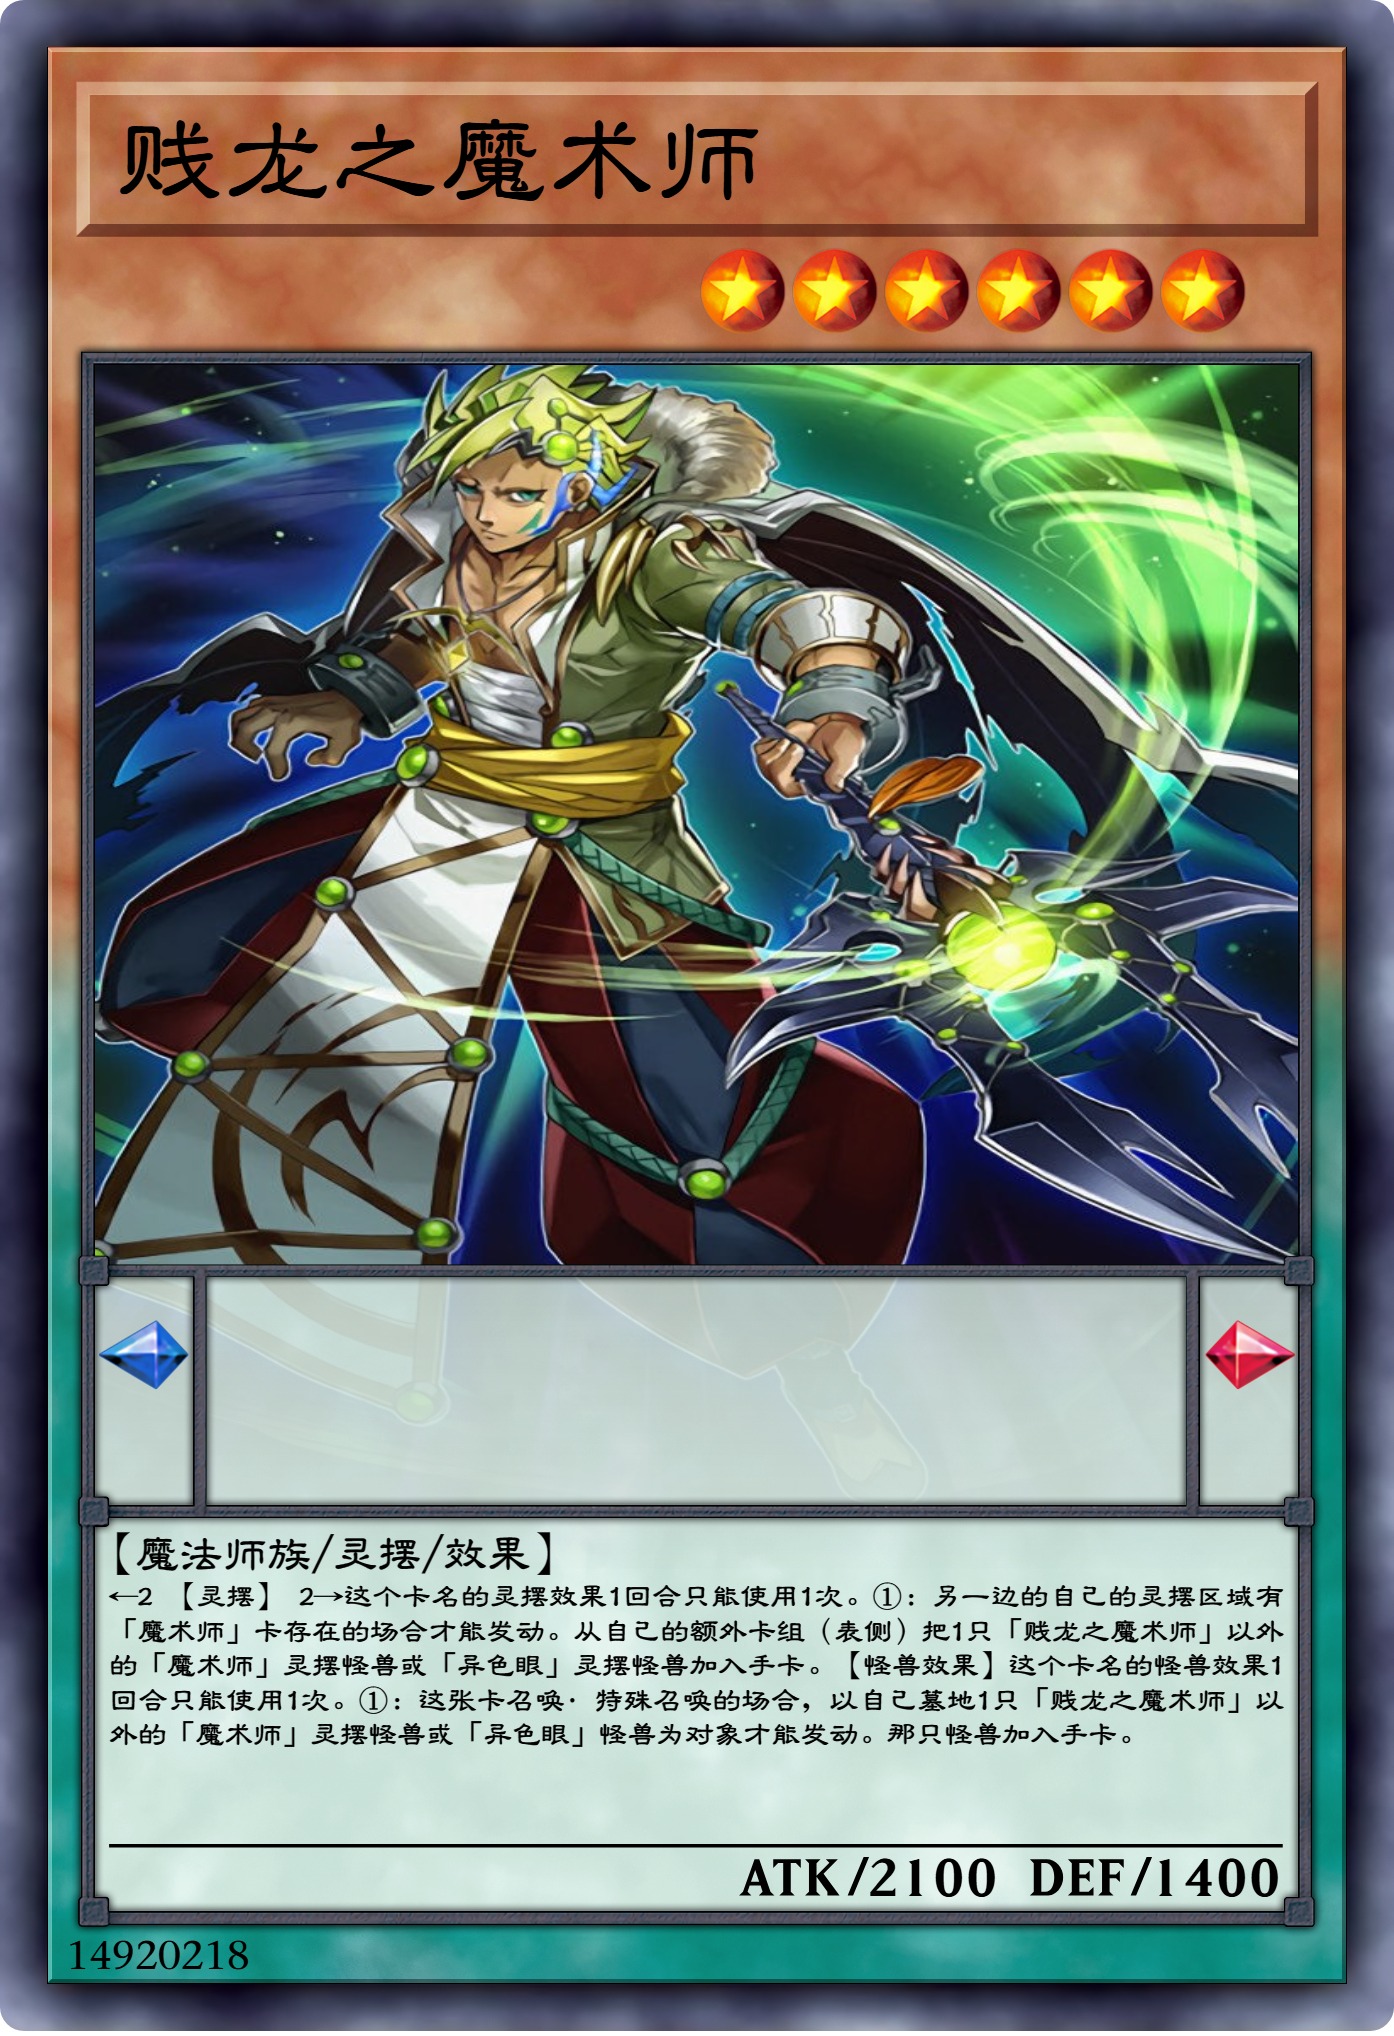 贱龙之魔术师
【魔法师族/灵摆/效果】
←2 【灵摆】 2→这个卡名的灵摆效果1回合只能使用1次。①：另一边的自己的灵摆区域有
「魔术师」卡存在的场合才能发动。从自己的额外卡组（表侧）把1只「贱龙之魔术师」以外
的「魔术师」灵摆怪兽或「异色眼」灵摆怪兽加入手卡。【怪兽效果】这个卡名的怪兽效果1
回合只能使用1次。①：这张卡召唤·特殊召唤的场合，以自己墓地1只「贱龙之魔术师」以
外的「魔术师」灵摆怪兽或「异色眼」怪兽为对象才能发动。那只怪兽加入手卡。
ATK/2100 DEF/1400
14920218